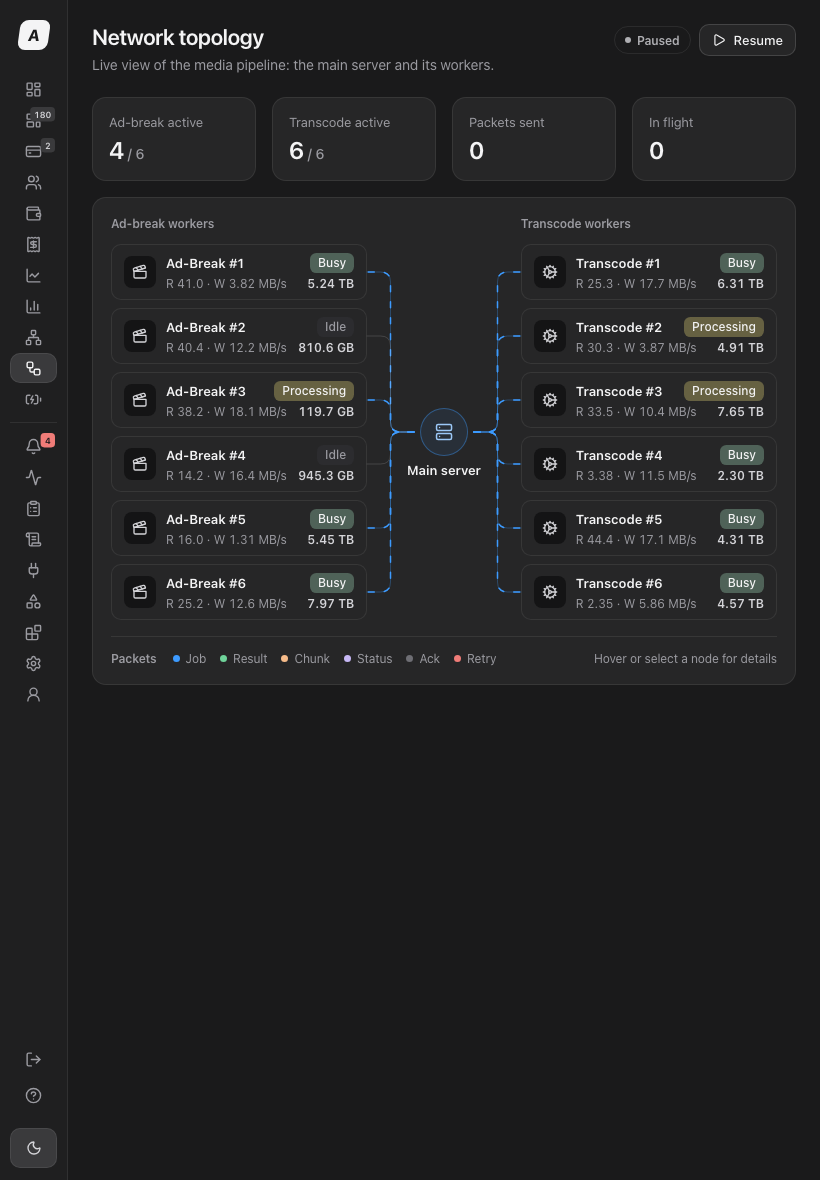 A
Network topology
Paused
Resume
Live view of the media pipeline: the main server and its workers.
180
2
4
Ad-break active
4 / 6
Transcode active
6 / 6
Packets sent
0
In flight
0
Ad-break workers
Ad-Break #1 Busy
R 41.0 · W 3.82 MB/s 5.24 TB
Ad-Break #2 Idle
R 40.4 · W 12.2 MB/s 810.6 GB
Ad-Break #3 Processing
R 38.2 · W 18.1 MB/s 119.7 GB
Ad-Break #4 Idle
R 14.2 · W 16.4 MB/s 945.3 GB
Ad-Break #5 Busy
R 16.0 · W 1.31 MB/s 5.45 TB
Ad-Break #6 Busy
R 25.2 · W 12.6 MB/s 7.97 TB
Main server
Transcode workers
Transcode #1 Busy
R 25.3 · W 17.7 MB/s 6.31 TB
Transcode #2 Processing
R 30.3 · W 3.87 MB/s 4.91 TB
Transcode #3 Processing
R 33.5 · W 10.4 MB/s 7.65 TB
Transcode #4 Busy
R 3.38 · W 11.5 MB/s 2.30 TB
Transcode #5 Busy
R 44.4 · W 17.1 MB/s 4.31 TB
Transcode #6 Busy
R 2.35 · W 5.86 MB/s 4.57 TB
Packets Job Result Chunk Status Ack Retry
Hover or select a node for details